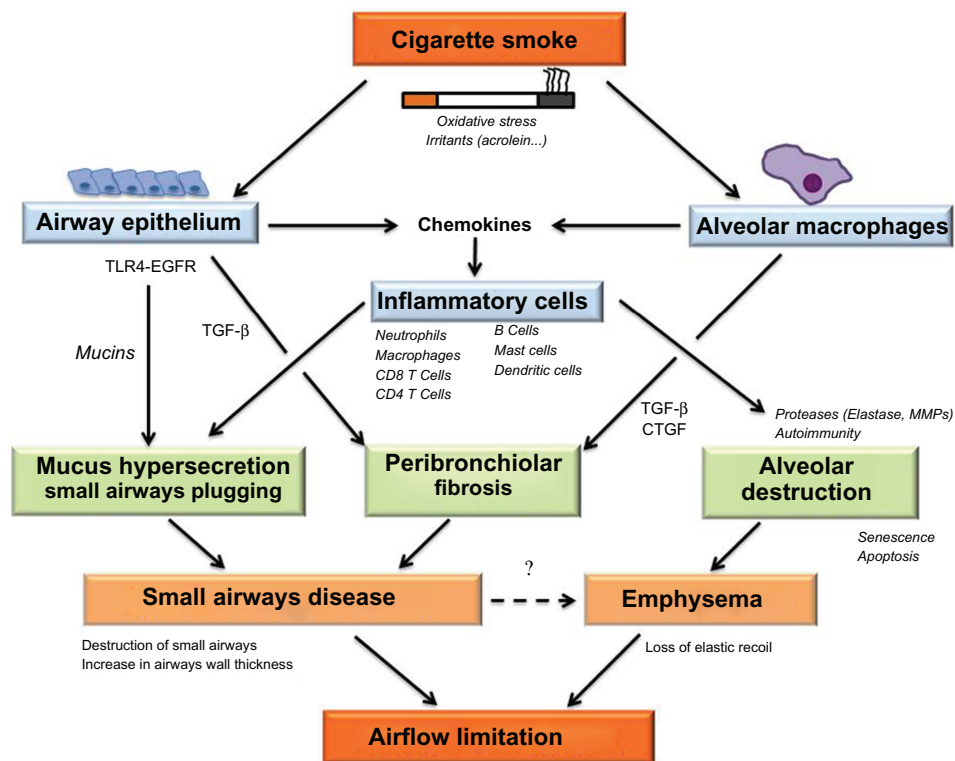 Cigarette smoke
Oxidative stress
Irritants (acrolein...)
Airway epithelium
Chemokines
Alveolar macrophages
TLR4-EGFR
Inflammatory cells
TGF-β
Mucins
Neutrophils
Macrophages
CD8 T Cells
CD4 T Cells
B Cells
Mast cells
Dendritic cells
TGF-β
CTGF
Proteases (Elastase, MMPs)
Autoimmunity
Mucus hypersecretion
small airways plugging
Peribronchiolar
fibrosis
Alveolar
destruction
Senescence
Apoptosis
?
Small airways disease
Emphysema
Destruction of small airways
Increase in airways wall thickness
Loss of elastic recoil
Airflow limitation